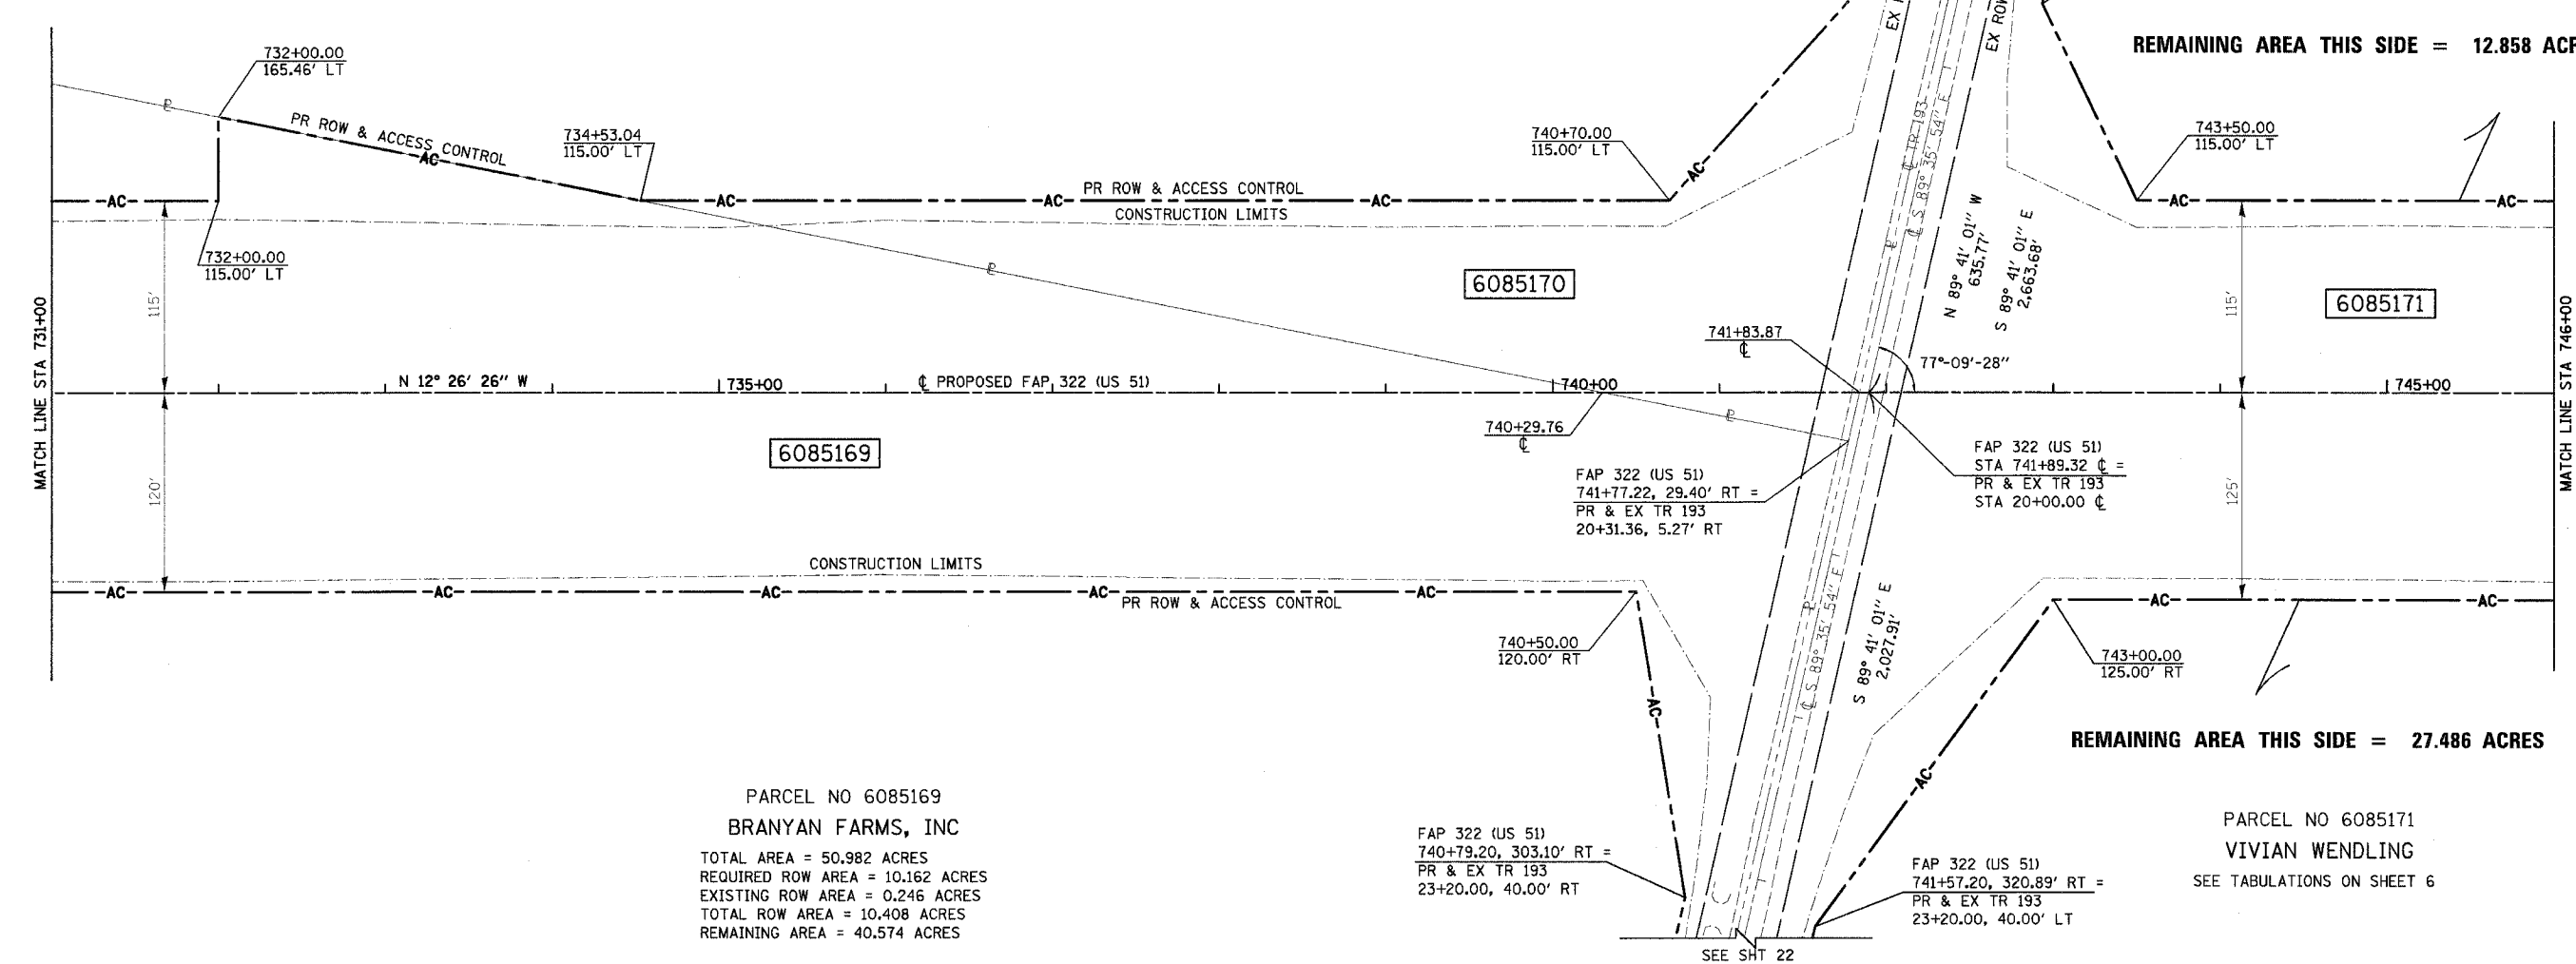 REMAINING AREA THIS SIDE = 12.858
EX ROW
732+00.00
165.46' LT
PR ROW & ACCESS CONTROL
AC
734+53.04
115.00' LT
740+70.00
115.00' LT
743+50.00
115.00' LT
AC
AC
AC
PR ROW & ACCESS CONTROL
AC
AC
AC
AC
CONSTRUCTION LIMITS
732+00.00
115.00' LT
℄ TR 193
℄ S 89° 35' 54" E
N 89° 41' 01" W
635.77'
S 89° 41' 01" E
2,663.68'
6085170
6085171
MATCH LINE STA 731+00
115'
115'
MATCH LINE STA 746+00
741+83.87
℄
77°-09'-28"
N 12° 26' 26" W
735+00
℄ PROPOSED FAP 322 (US 51)
740+00
745+00
740+29.76
℄
6085169
120'
125'
FAP 322 (US 51)
741+77.22, 29.40' RT =
PR & EX TR 193
20+31.36, 5.27' RT
FAP 322 (US 51)
STA 741+89.32 ℄ =
PR & EX TR 193
STA 20+00.00 ℄
CONSTRUCTION LIMITS
AC
AC
AC
AC
PR ROW & ACCESS CONTROL
AC
AC
AC
740+50.00
120.00' RT
℄ S 89° 35' 54" E
S 89° 41' 01" E
2,027.91'
743+00.00
125.00' RT
AC
AC
REMAINING AREA THIS SIDE = 27.486 ACRES
PARCEL NO 6085169
BRANYAN FARMS, INC
TOTAL AREA = 50.982 ACRES
REQUIRED ROW AREA = 10.162 ACRES
EXISTING ROW AREA = 0.246 ACRES
TOTAL ROW AREA = 10.408 ACRES
REMAINING AREA = 40.574 ACRES
FAP 322 (US 51)
740+79.20, 303.10' RT =
PR & EX TR 193
23+20.00, 40.00' RT
FAP 322 (US 51)
741+57.20, 320.89' RT =
PR & EX TR 193
23+20.00, 40.00' LT
PARCEL NO 6085171
VIVIAN WENDLING
SEE TABULATIONS ON SHEET 6
SEE SHT 22